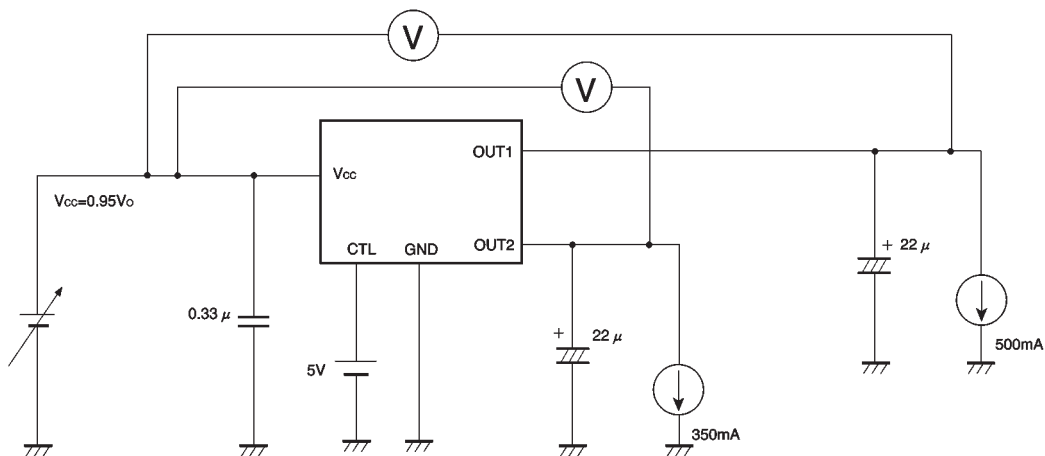 V
V
OUT1
Vcc
Vcc=0.95Vo
CTL
GND
OUT2
+ 22 μ
0.33 μ
+
22 μ
5V
500mA
350mA